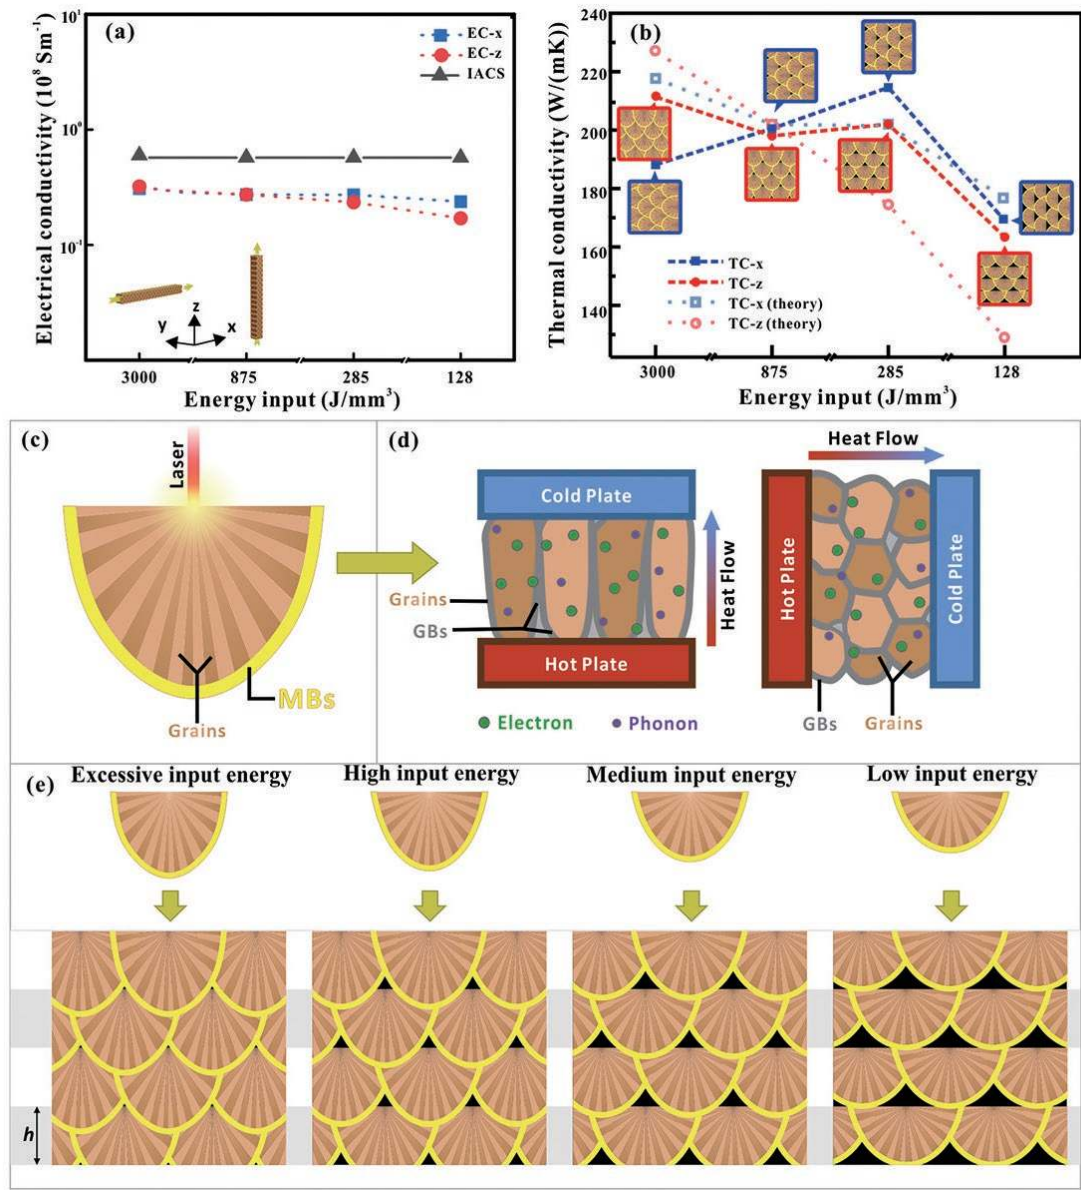 (a)
EC-x
EC-z
IACS
10¹
10⁰
10⁻¹
Electrical conductivity (10⁸ Sm⁻¹)
z
y
x
3000
875
285
128
Energy input (J/mm³)
(b)
240
220
200
180
160
140
Thermal conductivity (W/(mK))
TC-x
TC-z
TC-x (theory)
TC-z (theory)
3000
875
285
128
Energy input (J/mm³)
(c)
Laser
MBs
Grains
(d)
Cold Plate
Grains
GBs
Hot Plate
Heat Flow
Electron
Phonon
Heat Flow
Hot Plate
Cold Plate
GBs
Grains
(e)
Excessive input energy
High input energy
Medium input energy
Low input energy
h